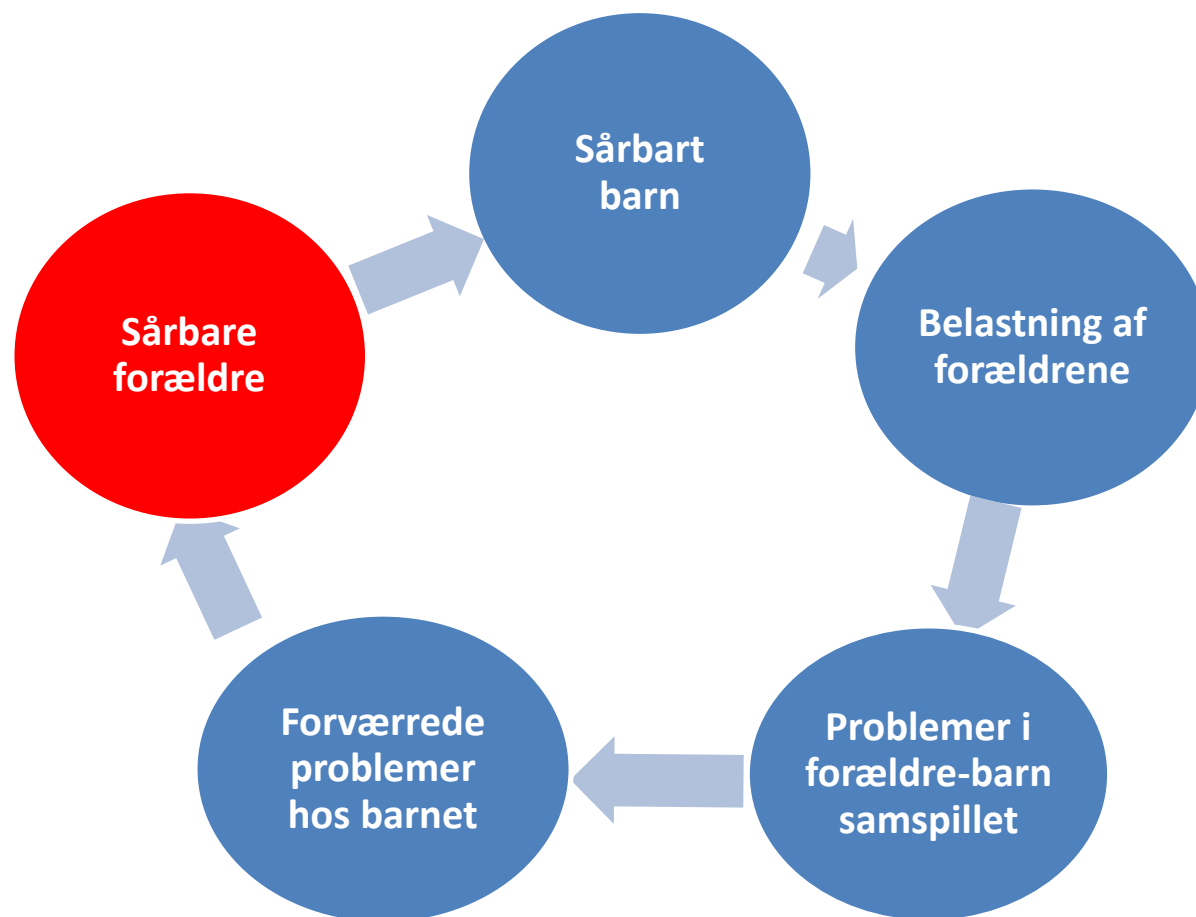 Sårbart
barn
Sårbare
forældre
Belastning af
forældrene
Forværrede
problemer
hos barnet
Problemer i
forældre-barn
samspillet